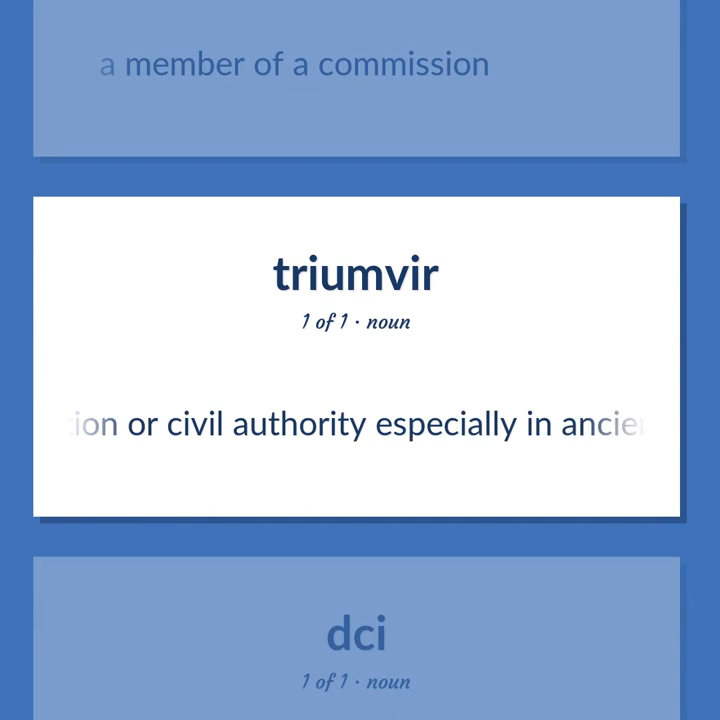 a member of a commission
triumvir
1 of 1 · noun
ion or civil authority especially in ancie
dci
1 of 1 · noun